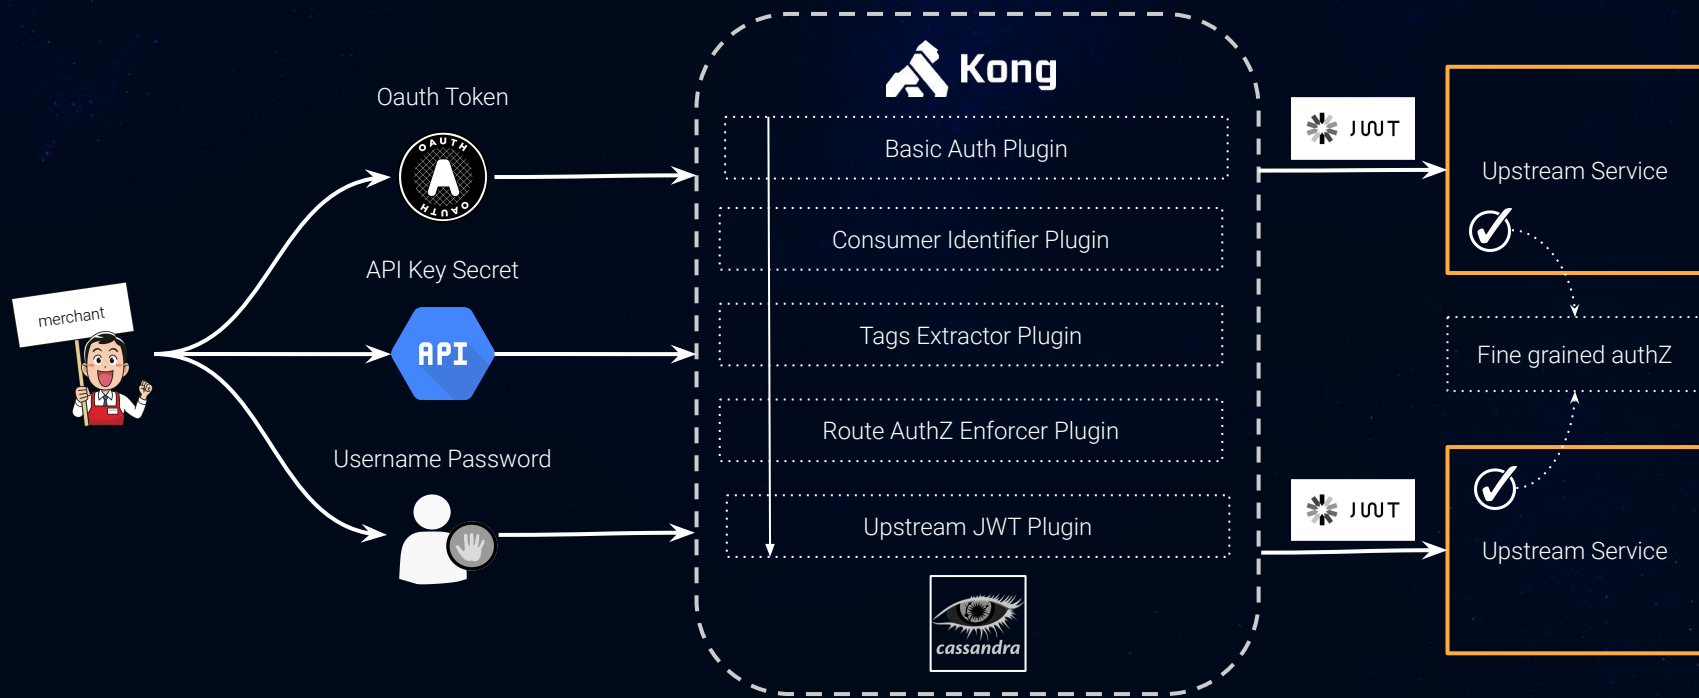 Oauth Token
OAUTH
A
OAUTH
API Key Secret
API
Username Password
merchant
Kong
Basic Auth Plugin
Consumer Identifier Plugin
Tags Extractor Plugin
Route AuthZ Enforcer Plugin
Upstream JWT Plugin
cassandra
JWT
Upstream Service
Fine grained authZ
JWT
Upstream Service